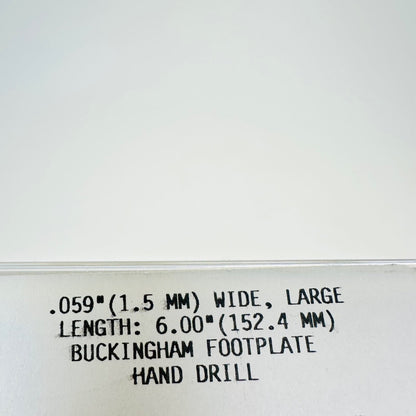 .059"(1.5 MM) WIDE, LARGE
LENGTH: 6.00"(152.4 MM)
BUCKINGHAM FOOTPLATE
HAND DRILL